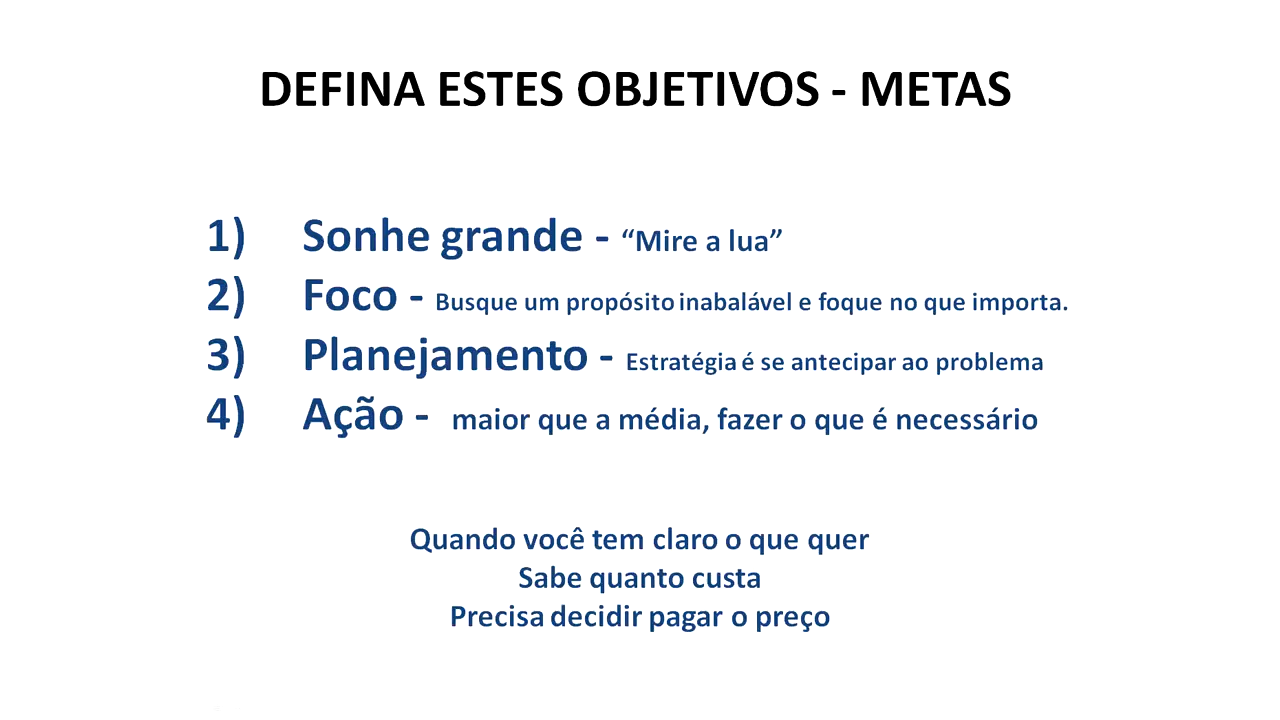 DEFINA ESTES OBJETIVOS - METAS
1) Sonhe grande - “Mire a lua”
2) Foco - Busque um propósito inabalável e foque no que importa.
3) Planejamento - Estratégia é se antecipar ao problema
4) Ação - maior que a média, fazer o que é necessário
Quando você tem claro o que quer
Sabe quanto custa
Precisa decidir pagar o preço